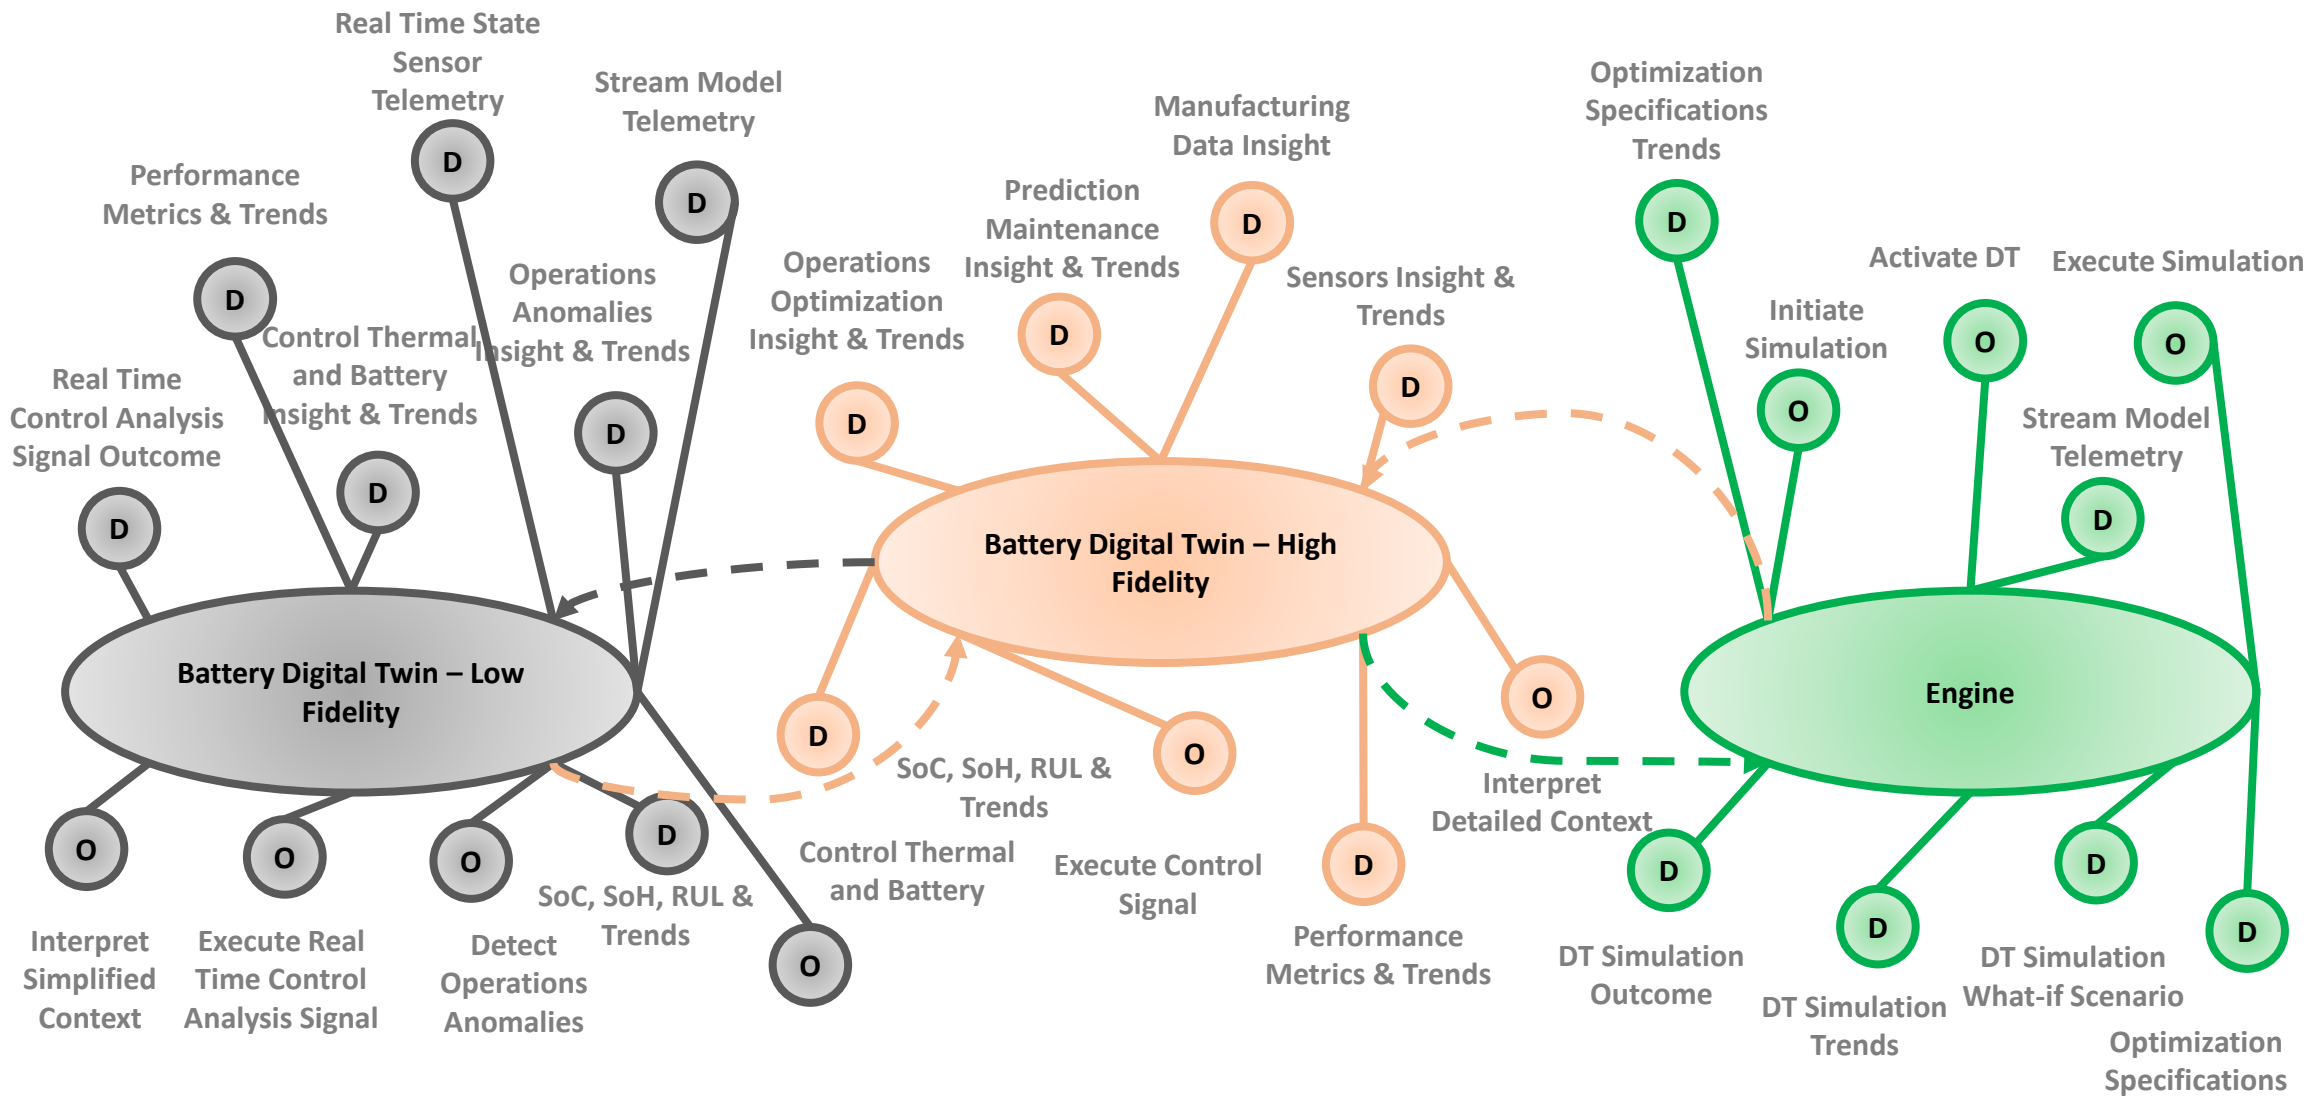 Real Time State
Sensor
Telemetry
D
Stream Model
Telemetry
D
Performance
Metrics & Trends
D
Operations
Anomalies
Insight & Trends
D
Control Thermal
and Battery
Insight & Trends
D
Real Time
Control Analysis
Signal Outcome
D
Battery Digital Twin – Low
Fidelity
O
Interpret
Simplified
Context
O
Execute Real
Time Control
Analysis Signal
O
Detect
Operations
Anomalies
D
SoC, SoH, RUL &
Trends
O
Control Thermal
and Battery
Operations
Optimization
Insight & Trends
D
Prediction
Maintenance
Insight & Trends
D
Manufacturing
Data Insight
D
Sensors Insight &
Trends
D
Battery Digital Twin – High
Fidelity
D
SoC, SoH, RUL &
Trends
O
Execute Control
Signal
D
Performance
Metrics & Trends
O
Interpret
Detailed Context
Optimization
Specifications
Trends
D
Initiate
Simulation
O
Activate DT
O
Execute Simulation
O
Stream Model
Telemetry
D
Engine
D
DT Simulation
Outcome
D
DT Simulation
Trends
D
DT Simulation
What-if Scenario
D
Optimization
Specifications